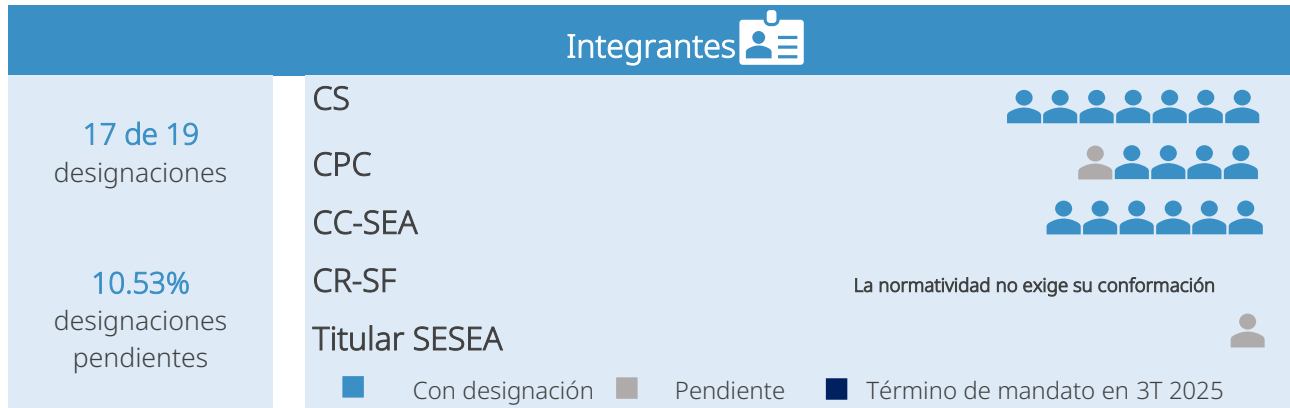 Integrantes
17 de 19
designaciones
10.53%
designaciones
pendientes
CS
CPC
CC-SEA
CR-SF
La normatividad no exige su conformación
Titular SESEA
Con designación
Pendiente
Término de mandato en 3T 2025